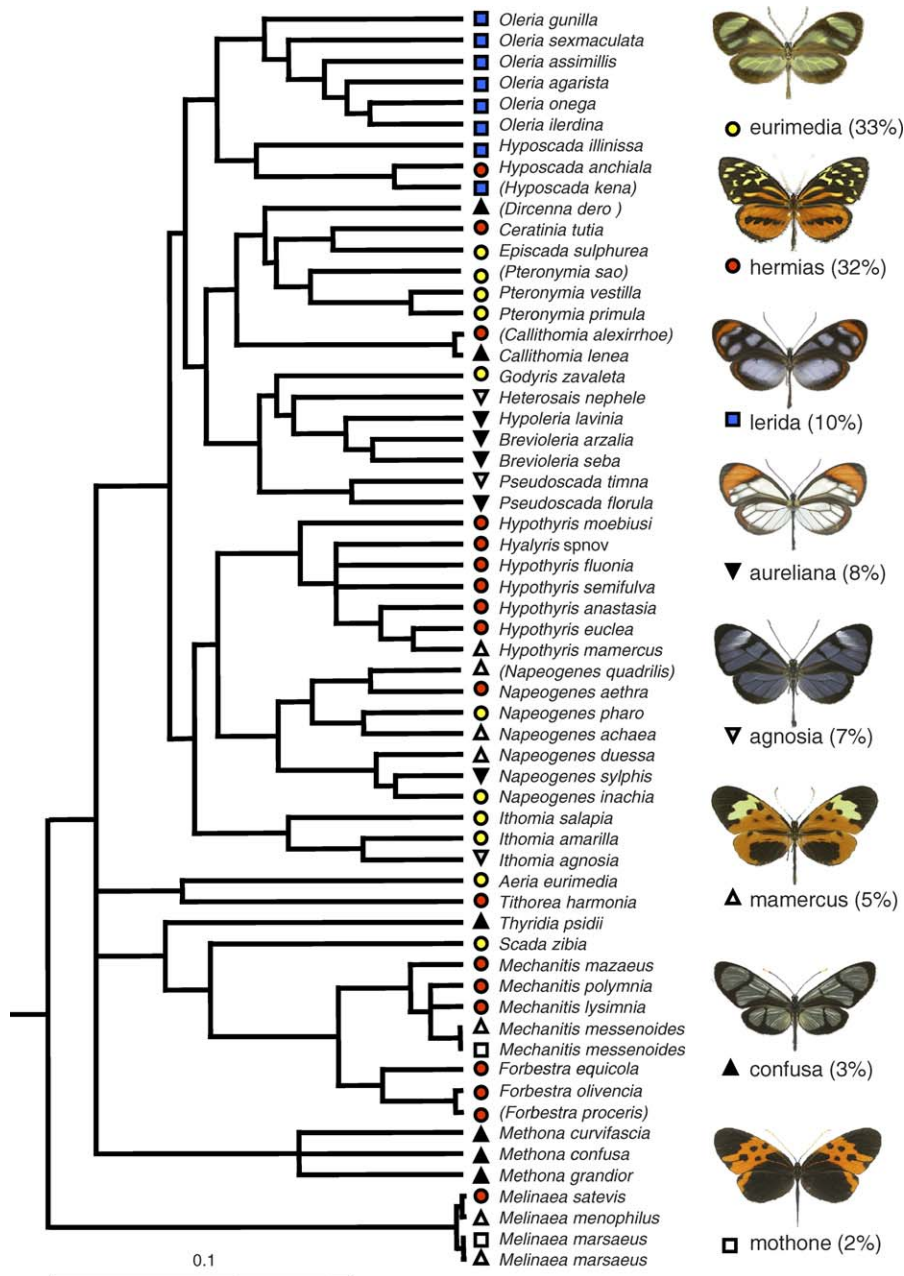 Oleria gunilla
Oleria sexmaculata
Oleria assimillis
Oleria agarista
Oleria onega
Oleria ilerdina
Hyposcada illinissa
Hyposcada anchiala
(Hyposcada kena)
(Dircenna dero )
Ceratinia tutia
Episcada sulphurea
(Pteronymia sao)
Pteronymia vestilla
Pteronymia primula
(Callithomia alexirrhoe)
Callithomia lenea
Godyris zavaleta
Heterosais nephele
Hypoleria lavinia
Brevioleria arzalia
Brevioleria seba
Pseudoscada timna
Pseudoscada florula
Hypothyris moebiusi
Hyalyris spnov
Hypothyris fluonia
Hypothyris semifulva
Hypothyris anastasia
Hypothyris euclea
Hypothyris mamercus
(Napeogenes quadrilis)
Napeogenes aethra
Napeogenes pharo
Napeogenes achaea
Napeogenes duessa
Napeogenes sylphis
Napeogenes inachia
Ithomia salapia
Ithomia amarilla
Ithomia agnosia
Aeria eurimedia
Tithorea harmonia
Thyridia psidii
Scada zibia
Mechanitis mazaeus
Mechanitis polymnia
Mechanitis lysimnia
Mechanitis messenoides
Mechanitis messenoides
Forbestra equicola
Forbestra olivencia
(Forbestra proceris)
Methona curvifascia
Methona confusa
Methona grandior
Melinaea satevis
Melinaea menophilus
Melinaea marsaeus
Melinaea marsaeus
0.1
eurimedia (33%)
hermias (32%)
lerida (10%)
aureliana (8%)
agnosia (7%)
mamercus (5%)
confusa (3%)
mothone (2%)